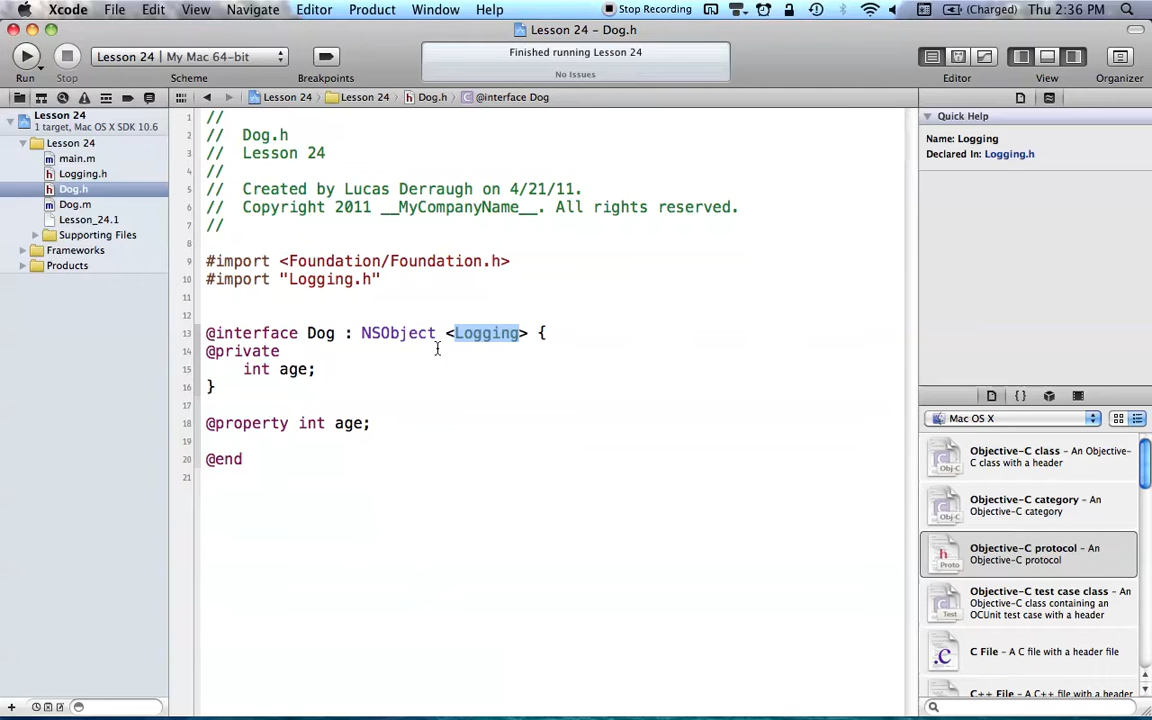 Xcode File Edit View Navigate Editor Product Window Help Stop Recording (Charged) Thu 2:36 PM
Lesson 24 - Dog.h
Run Stop
Lesson 24 | My Mac 64-bit
Scheme
Breakpoints
Finished running Lesson 24
No Issues
Editor View Organizer
Lesson 24 Lesson 24 Dog.h @interface Dog
Lesson 24
1 target, Mac OS X SDK 10.6
Lesson 24
main.m
Logging.h
Dog.h
Dog.m
Lesson_24.1
Supporting Files
Frameworks
Products
1 //
2 // Dog.h
3 // Lesson 24
4 //
5 // Created by Lucas Derraugh on 4/21/11.
6 // Copyright 2011 __MyCompanyName__. All rights reserved.
7 //
8
9 #import <Foundation/Foundation.h>
10 #import "Logging.h"
11
12
13 @interface Dog : NSObject <Logging> {
14 @private
15 int age;
16 }
17
18 @property int age;
19
20 @end
21
Quick Help
Name: Logging
Declared In: Logging.h
Mac OS X
Objective-C class – An Objective-
C class with a header
Objective-C category – An
Objective-C category
Objective-C protocol – An
Objective-C protocol
Objective-C test case class – An
Objective-C class containing an
OCUnit test case with a header
C File – A C file with a header file
C++ File – A C++ file with a header